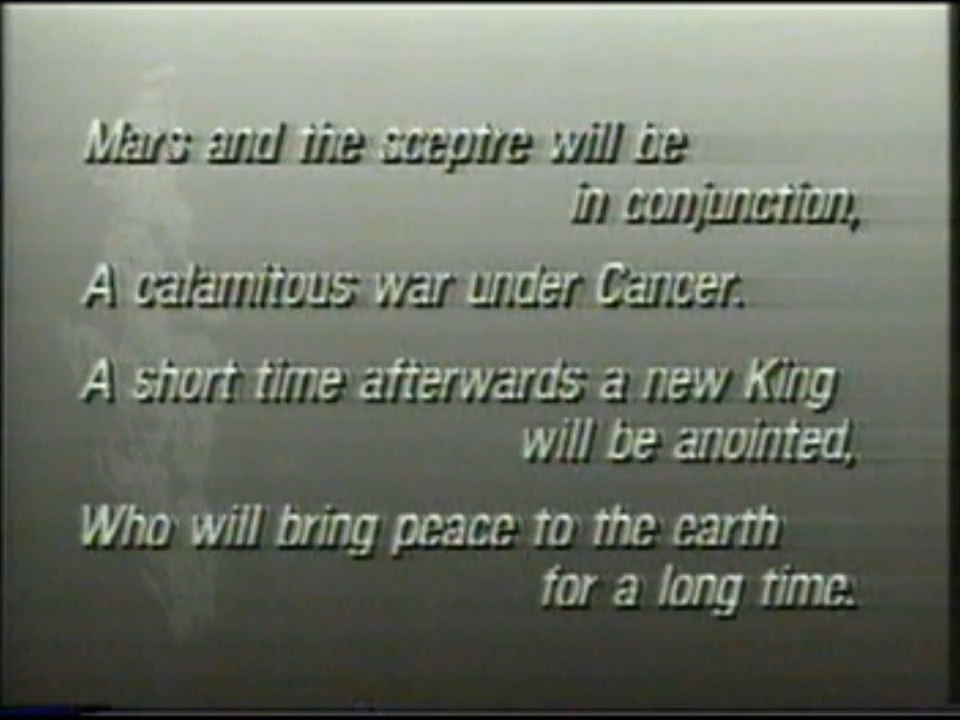 Mars and the sceptre will be
in conjunction,
A calamitous war under Cancer.
A short time afterwards a new King
will be anointed,
Who will bring peace to the earth
for a long time.